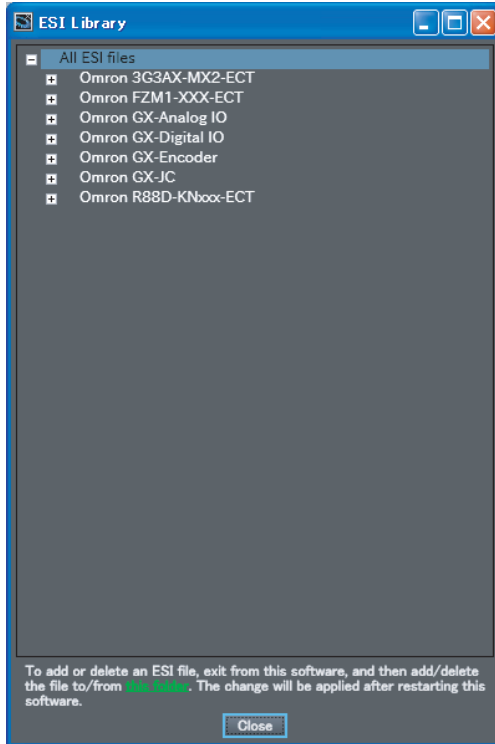 ESI Library
All ESI files
Omron 3G3AX-MX2-ECT
Omron FZM1-XXX-ECT
Omron GX-Analog IO
Omron GX-Digital IO
Omron GX-Encoder
Omron GX-JC
Omron R88D-KNxxx-ECT
To add or delete an ESI file, exit from this software, and then add/delete
the file to/from this folder. The change will be applied after restarting this
software.
Close